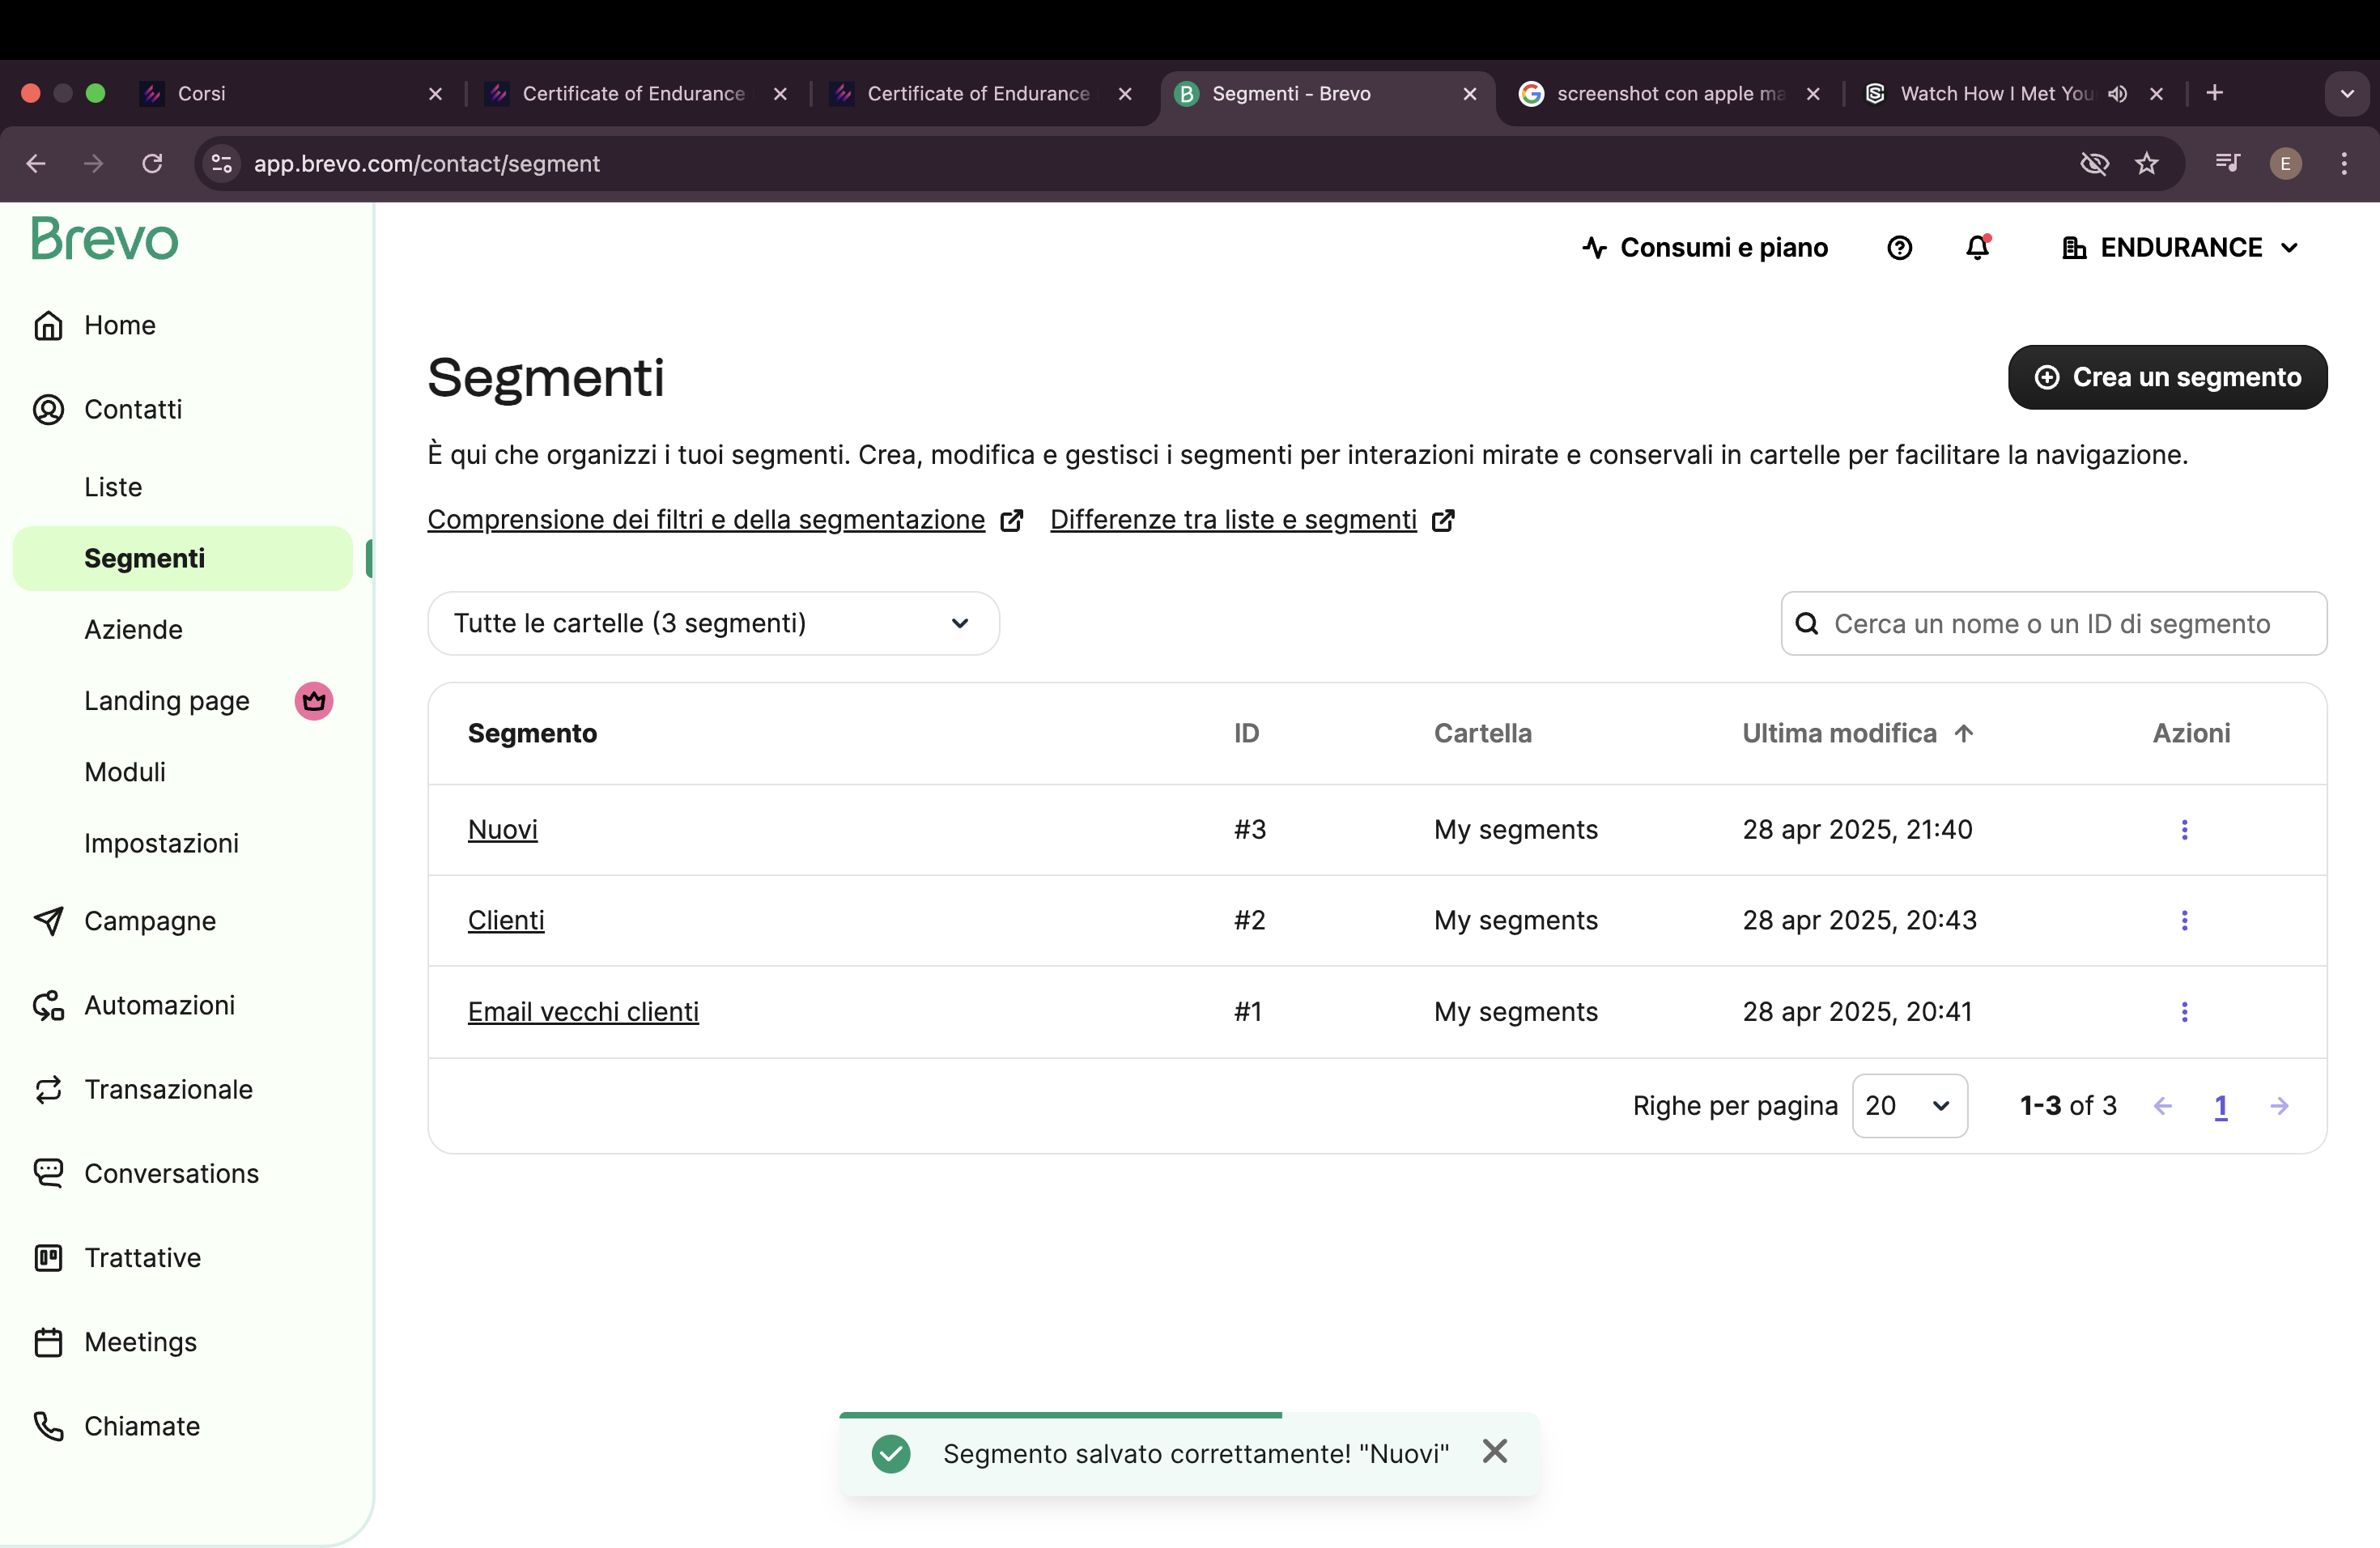 Corsi
Certificate of Endurance
Certificate of Endurance
Segmenti - Brevo
screenshot con apple ma
Watch How I Met You
app.brevo.com/contact/segment
E
Brevo
Consumi e piano
ENDURANCE
Home
Contatti
Liste
Segmenti
Aziende
Landing page
Moduli
Impostazioni
Campagne
Automazioni
Transazionale
Conversations
Trattative
Meetings
Chiamate
Segmenti
Crea un segmento
È qui che organizzi i tuoi segmenti. Crea, modifica e gestisci i segmenti per interazioni mirate e conservali in cartelle per facilitare la navigazione.
Comprensione dei filtri e della segmentazione Differenze tra liste e segmenti
Tutte le cartelle (3 segmenti)
Cerca un nome o un ID di segmento
Segmento ID Cartella Ultima modifica Azioni
Nuovi #3 My segments 28 apr 2025, 21:40
Clienti #2 My segments 28 apr 2025, 20:43
Email vecchi clienti #1 My segments 28 apr 2025, 20:41
Righe per pagina 20 1-3 of 3 1
Segmento salvato correttamente! "Nuovi"